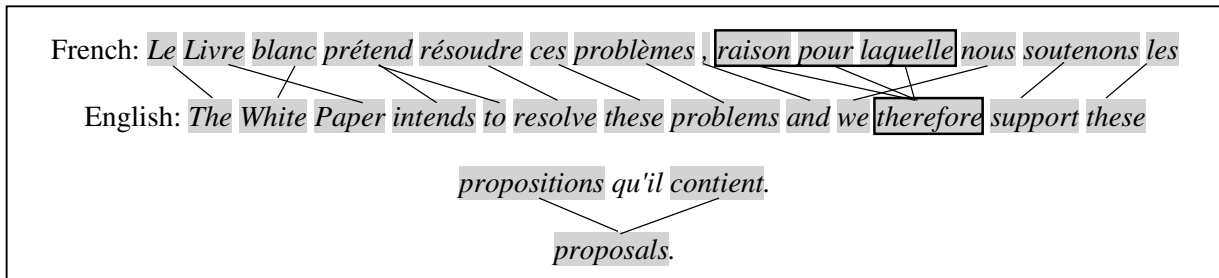 French: Le Livre blanc prétend résoudre ces problèmes , raison pour laquelle nous soutenons les
English: The White Paper intends to resolve these problems and we therefore support these
propositions qu'il contient.
proposals.